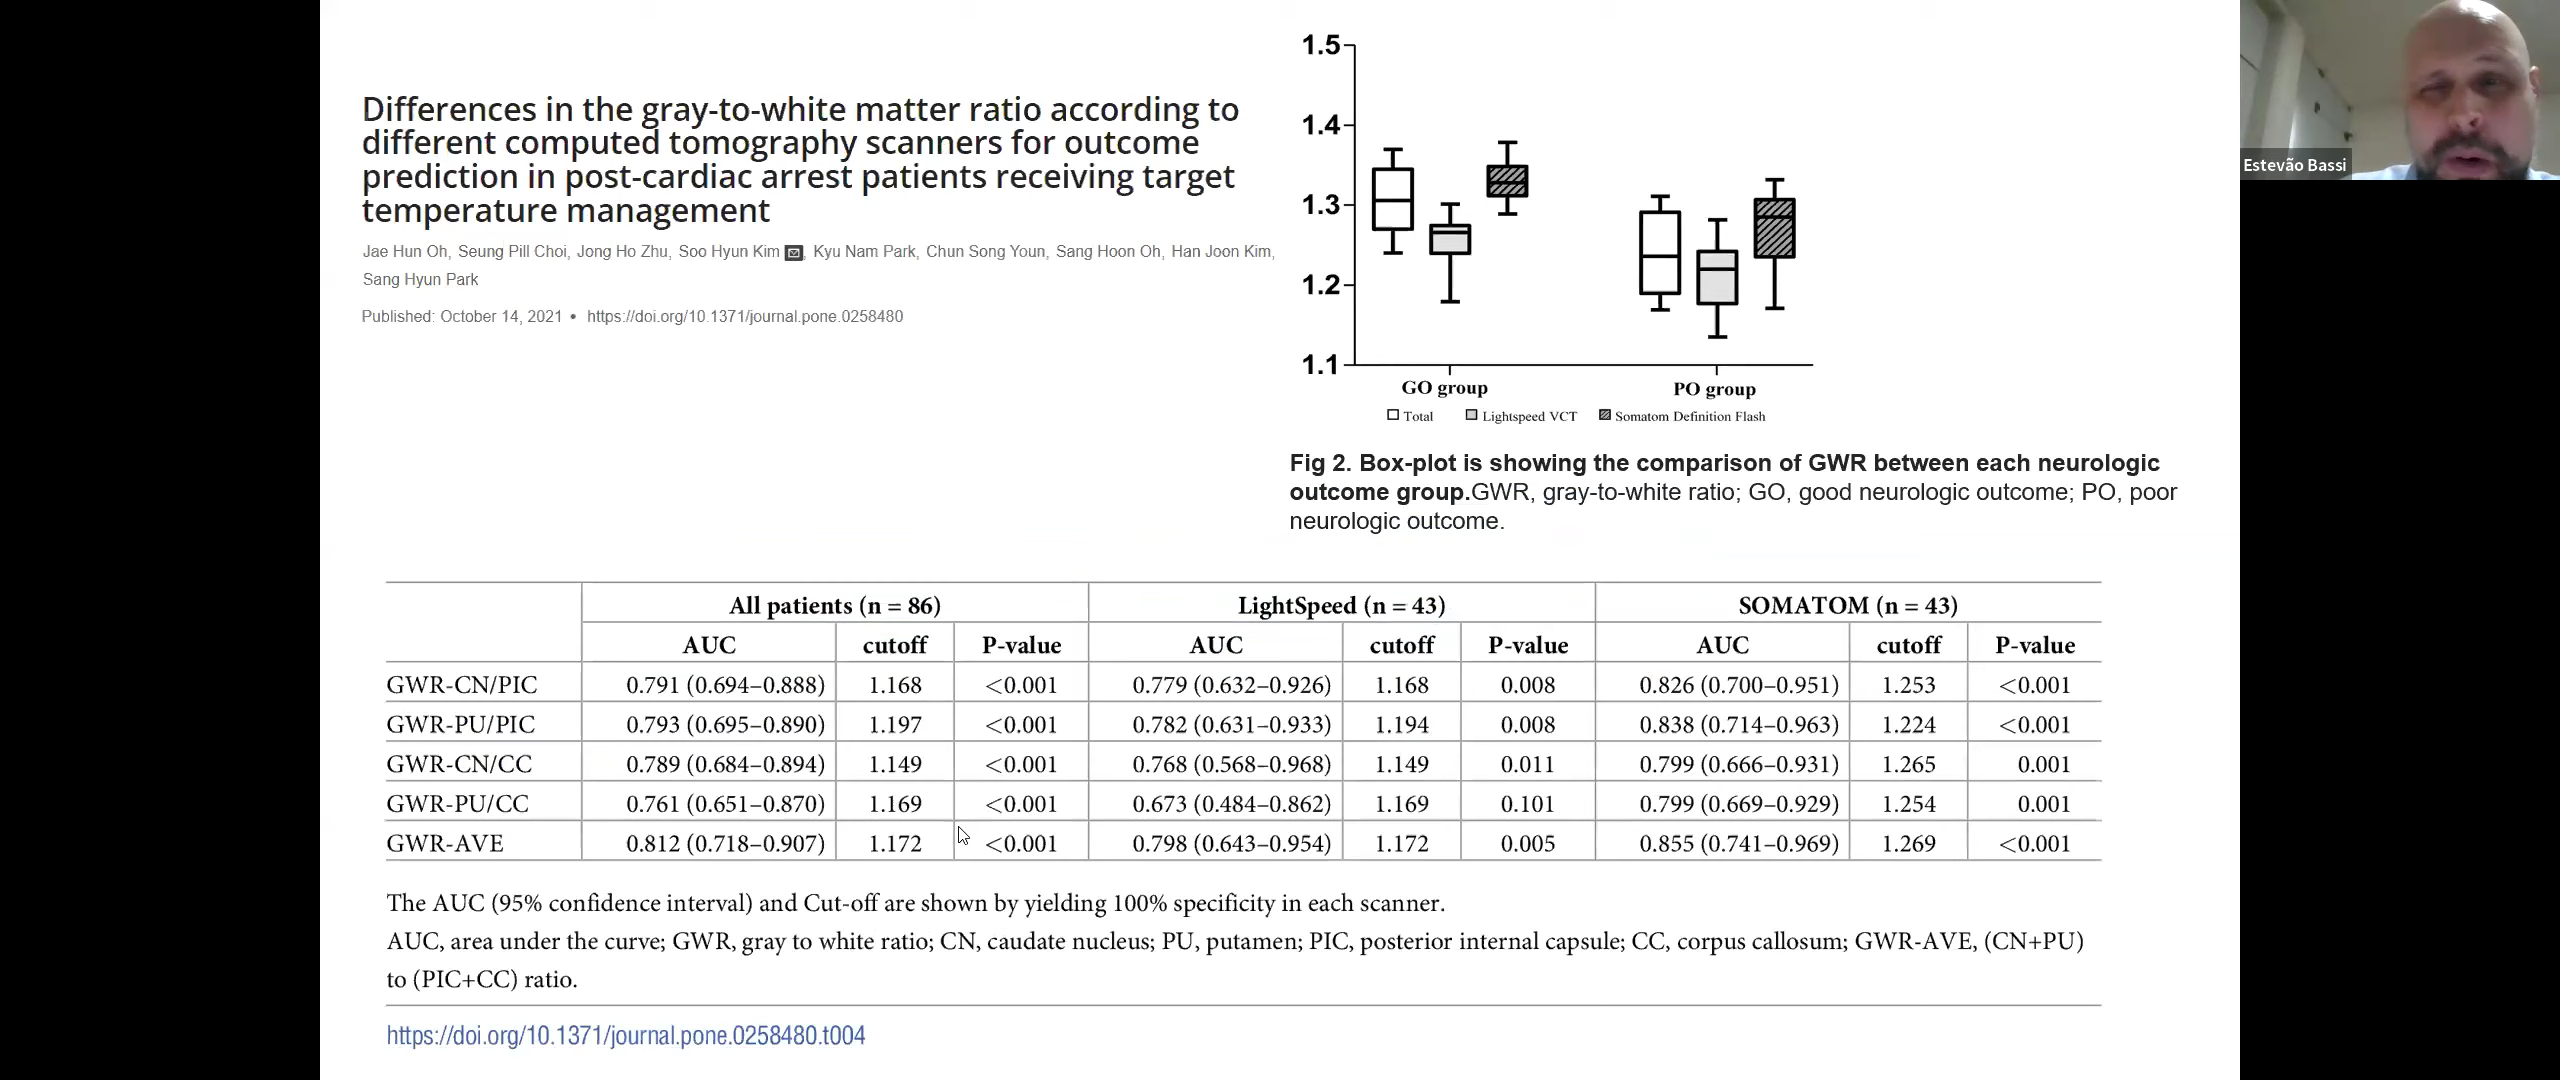 Differences in the gray-to-white matter ratio according to
different computed tomography scanners for outcome
prediction in post-cardiac arrest patients receiving target
temperature management
Jae Hun Oh, Seung Pill Choi, Jong Ho Zhu, Soo Hyun Kim, Kyu Nam Park, Chun Song Youn, Sang Hoon Oh, Han Joon Kim,
Sang Hyun Park
Published: October 14, 2021 • https://doi.org/10.1371/journal.pone.0258480
1.5
1.4
1.3
1.2
1.1
GO group PO group
Total Lightspeed VCT Somatom Definition Flash
Fig 2. Box-plot is showing the comparison of GWR between each neurologic
outcome group.GWR, gray-to-white ratio; GO, good neurologic outcome; PO, poor
neurologic outcome.
Estevão Bassi
All patients (n = 86) LightSpeed (n = 43) SOMATOM (n = 43)
AUC cutoff P-value AUC cutoff P-value AUC cutoff P-value
GWR-CN/PIC 0.791 (0.694–0.888) 1.168 <0.001 0.779 (0.632–0.926) 1.168 0.008 0.826 (0.700–0.951) 1.253 <0.001
GWR-PU/PIC 0.793 (0.695–0.890) 1.197 <0.001 0.782 (0.631–0.933) 1.194 0.008 0.838 (0.714–0.963) 1.224 <0.001
GWR-CN/CC 0.789 (0.684–0.894) 1.149 <0.001 0.768 (0.568–0.968) 1.149 0.011 0.799 (0.666–0.931) 1.265 0.001
GWR-PU/CC 0.761 (0.651–0.870) 1.169 <0.001 0.673 (0.484–0.862) 1.169 0.101 0.799 (0.669–0.929) 1.254 0.001
GWR-AVE 0.812 (0.718–0.907) 1.172 <0.001 0.798 (0.643–0.954) 1.172 0.005 0.855 (0.741–0.969) 1.269 <0.001
The AUC (95% confidence interval) and Cut-off are shown by yielding 100% specificity in each scanner.
AUC, area under the curve; GWR, gray to white ratio; CN, caudate nucleus; PU, putamen; PIC, posterior internal capsule; CC, corpus callosum; GWR-AVE, (CN+PU)
to (PIC+CC) ratio.
https://doi.org/10.1371/journal.pone.0258480.t004